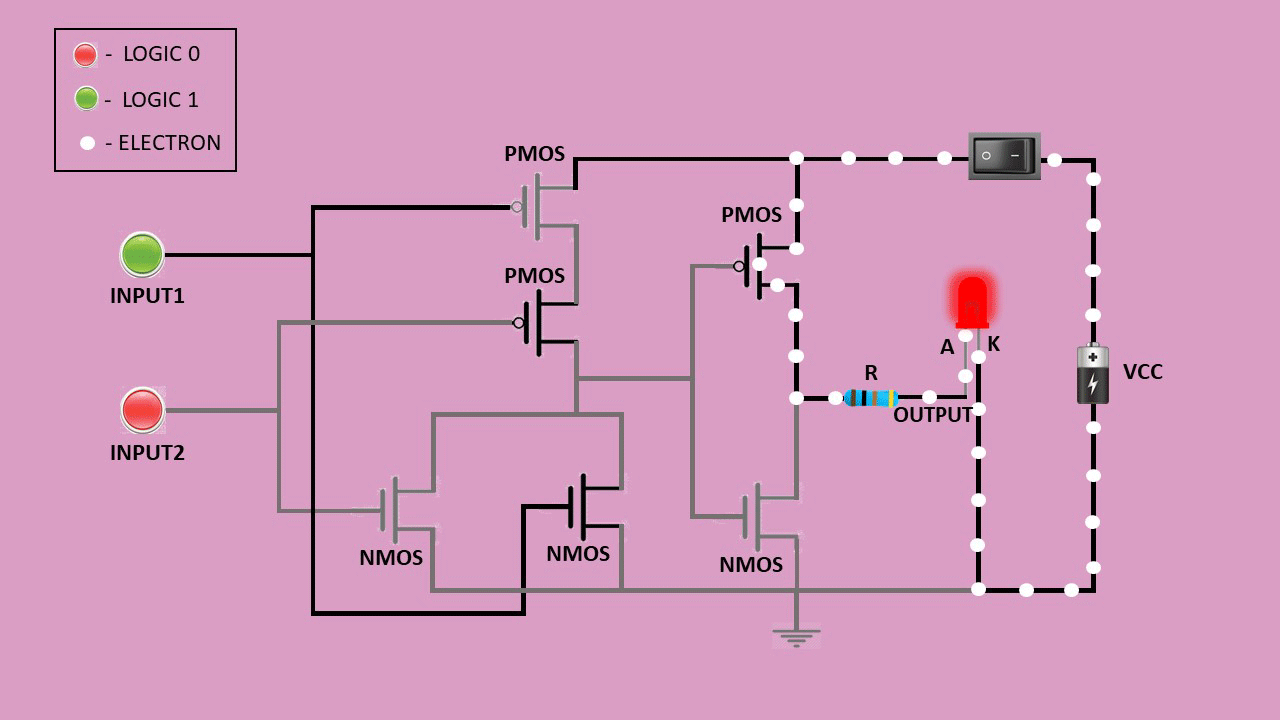 - LOGIC 0
- LOGIC 1
- ELECTRON
PMOS
PMOS
PMOS
INPUT1
A
K
VCC
R
OUTPUT
INPUT2
NMOS
NMOS
NMOS